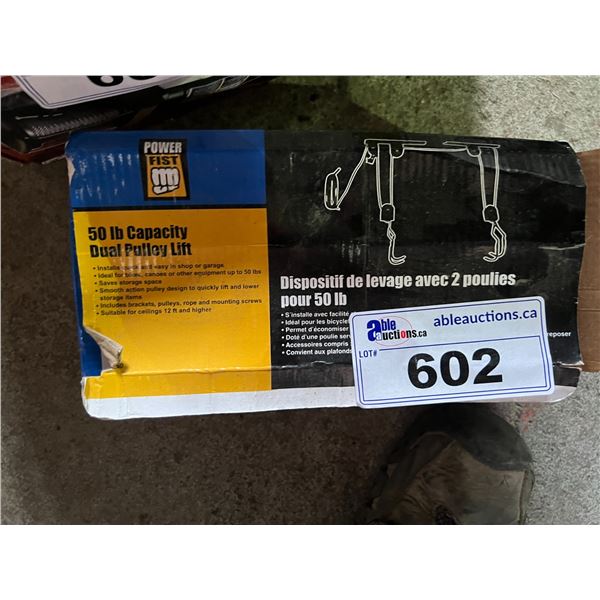 POWER
FIST
50 lb Capacity
Dual Pulley Lift
• Installs quick and easy in shop or garage.
• Ideal for bikes, canoes or other equipment up to 50 lbs
• Saves storage space
• Smooth action pulley design to quickly lift and lower
storage items
• Includes brackets, pulleys, rope and mounting screws
• Suitable for ceilings 12 ft and higher
Dispositif de levage avec 2 poulies
pour 50 lb
• S'installe avec facilité
• Idéal pour les bicycles
• Permet d'économiser
• Doté d'une poulie
reposer
• Accessoires compris
• Convient aux plafonds
able
auctions.ca
ableauctions.ca
LOT#
602